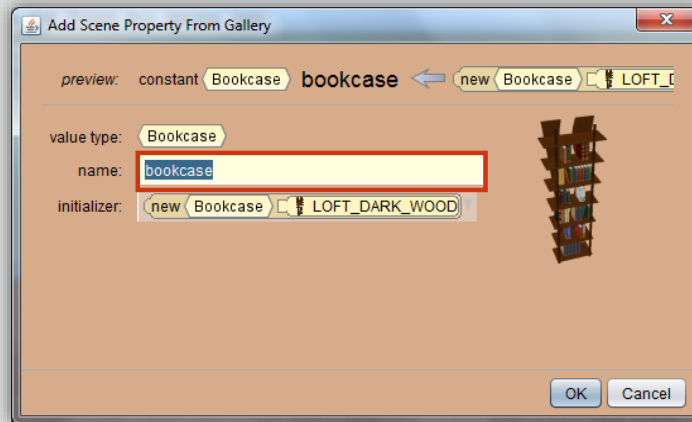 Add Scene Property From Gallery
preview: constant Bookcase bookcase new Bookcase LOFT_D
value type: Bookcase
name: bookcase
initializer: new Bookcase LOFT_DARK_WOOD
OK Cancel